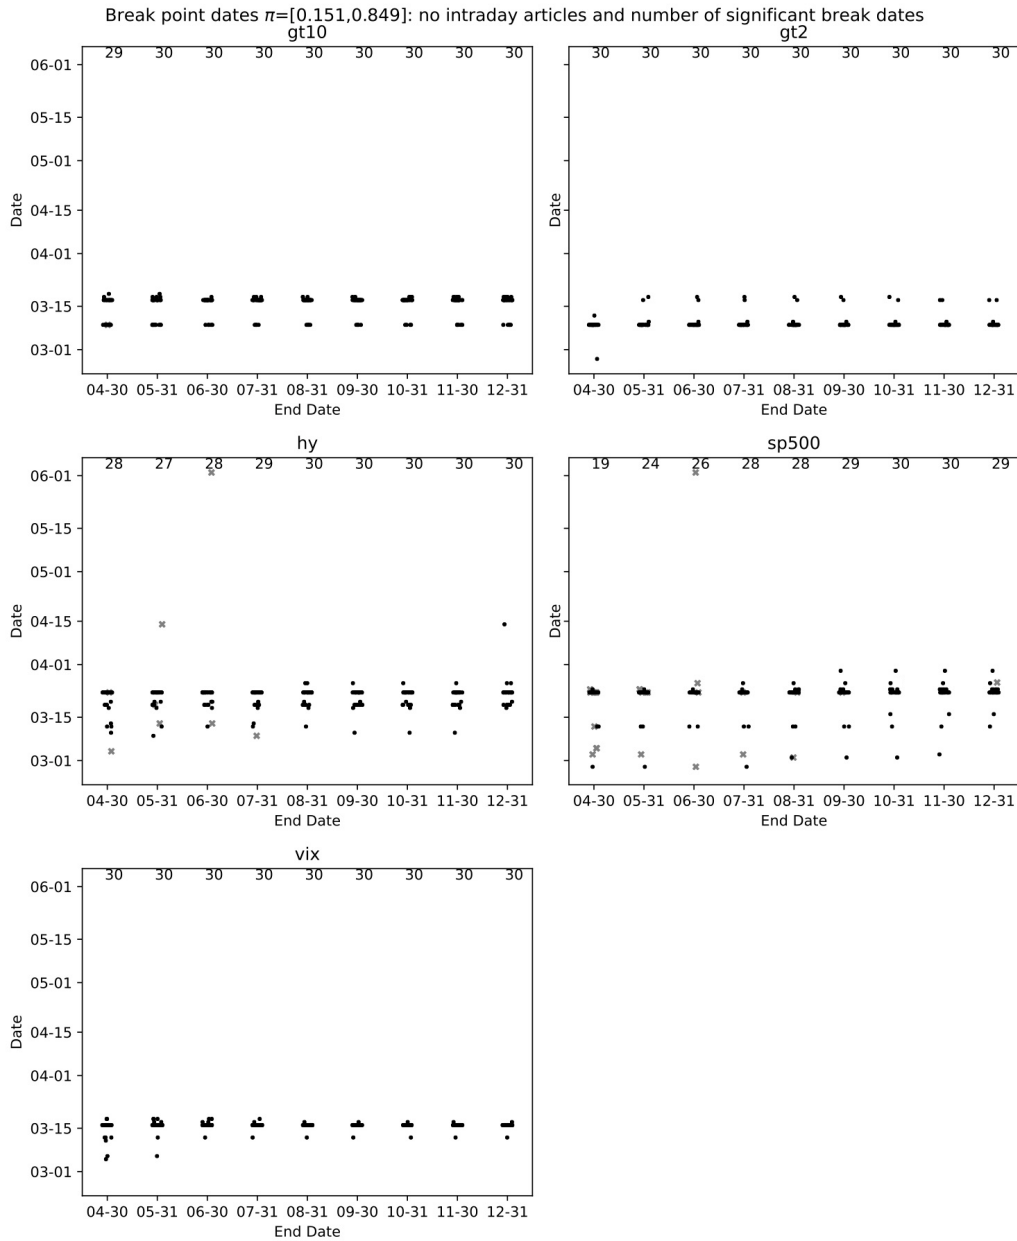 Break point dates π=[0.151,0.849]: no intraday articles and number of significant break dates
gt10
29 30 30 30 30 30 30 30 30
06-01
05-15
05-01
04-15
04-01
03-15
03-01
Date
04-30 05-31 06-30 07-31 08-31 09-30 10-31 11-30 12-31
End Date
gt2
30 30 30 30 30 30 30 30 30
Date
04-30 05-31 06-30 07-31 08-31 09-30 10-31 11-30 12-31
End Date
hy
28 27 28 29 30 30 30 30 30
06-01
05-15
05-01
04-15
04-01
03-15
03-01
Date
04-30 05-31 06-30 07-31 08-31 09-30 10-31 11-30 12-31
End Date
sp500
19 24 26 28 28 29 30 30 29
Date
04-30 05-31 06-30 07-31 08-31 09-30 10-31 11-30 12-31
End Date
vix
30 30 30 30 30 30 30 30 30
06-01
05-15
05-01
04-15
04-01
03-15
03-01
Date
04-30 05-31 06-30 07-31 08-31 09-30 10-31 11-30 12-31
End Date